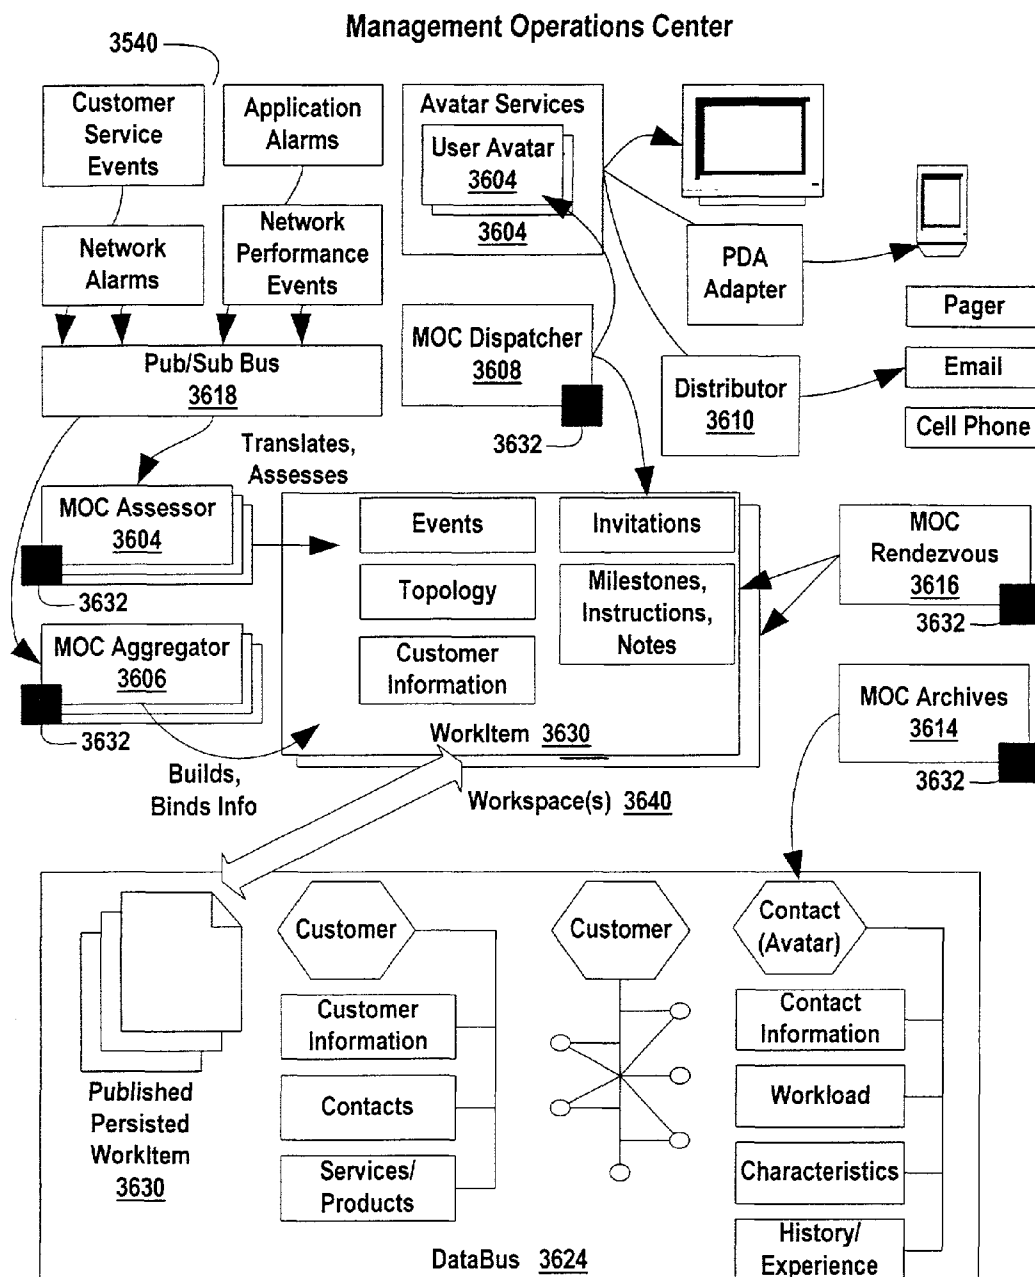 Management Operations Center
3540
Customer
Service
Events
Application
Alarms
Network
Alarms
Network
Performance
Events
Pub/Sub Bus
3618
Avatar Services
User Avatar
3604
3604
MOC Dispatcher
3608
3632
PDA
Adapter
Distributor
3610
Pager
Email
Cell Phone
Translates,
Assesses
MOC Assessor
3604
3632
MOC Aggregator
3606
3632
Builds,
Binds Info
Events
Topology
Customer
Information
Invitations
Milestones,
Instructions,
Notes
WorkItem 3630
Workspace(s) 3640
MOC
Rendezvous
3616
3632
MOC Archives
3614
3632
Published
Persisted
WorkItem
3630
Customer
Customer
Information
Contacts
Services/
Products
Customer
Contact
(Avatar)
Contact
Information
Workload
Characteristics
History/
Experience
DataBus 3624